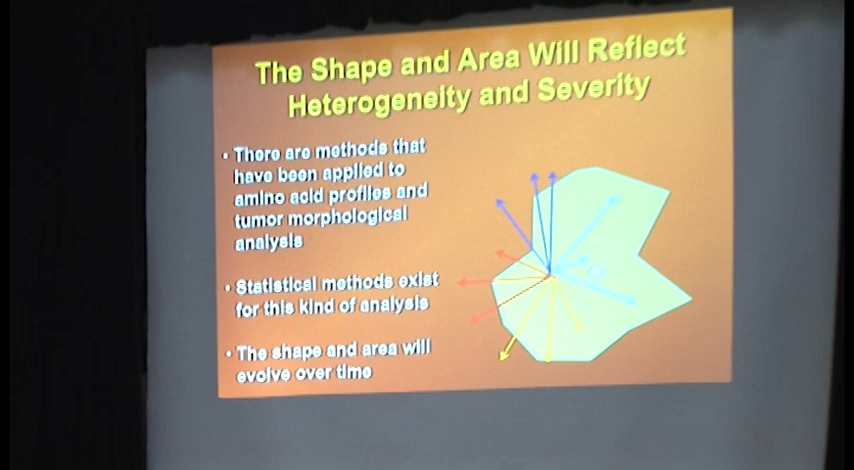 The Shape and Area Will Reflect
Heterogeneity and Severity
• There are methods that
have been applied to
amino acid profiles and
tumor morphological
analysis
• Statistical methods exist
for this kind of analysis
• The shape and area will
evolve over time